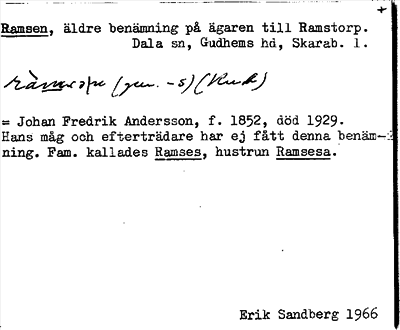 Ramsen, äldre benämning på ägaren till Ramstorp.
Dala sn, Gudhems hd, Skarab. l.
(gen. -s) (Kuk)
= Johan Fredrik Andersson, f. 1852, död 1929.
Hans måg och efterträdare har ej fått denna benäm-
ning. Fam. kallades Ramses, hustrun Ramsesa.
Erik Sandberg 1966